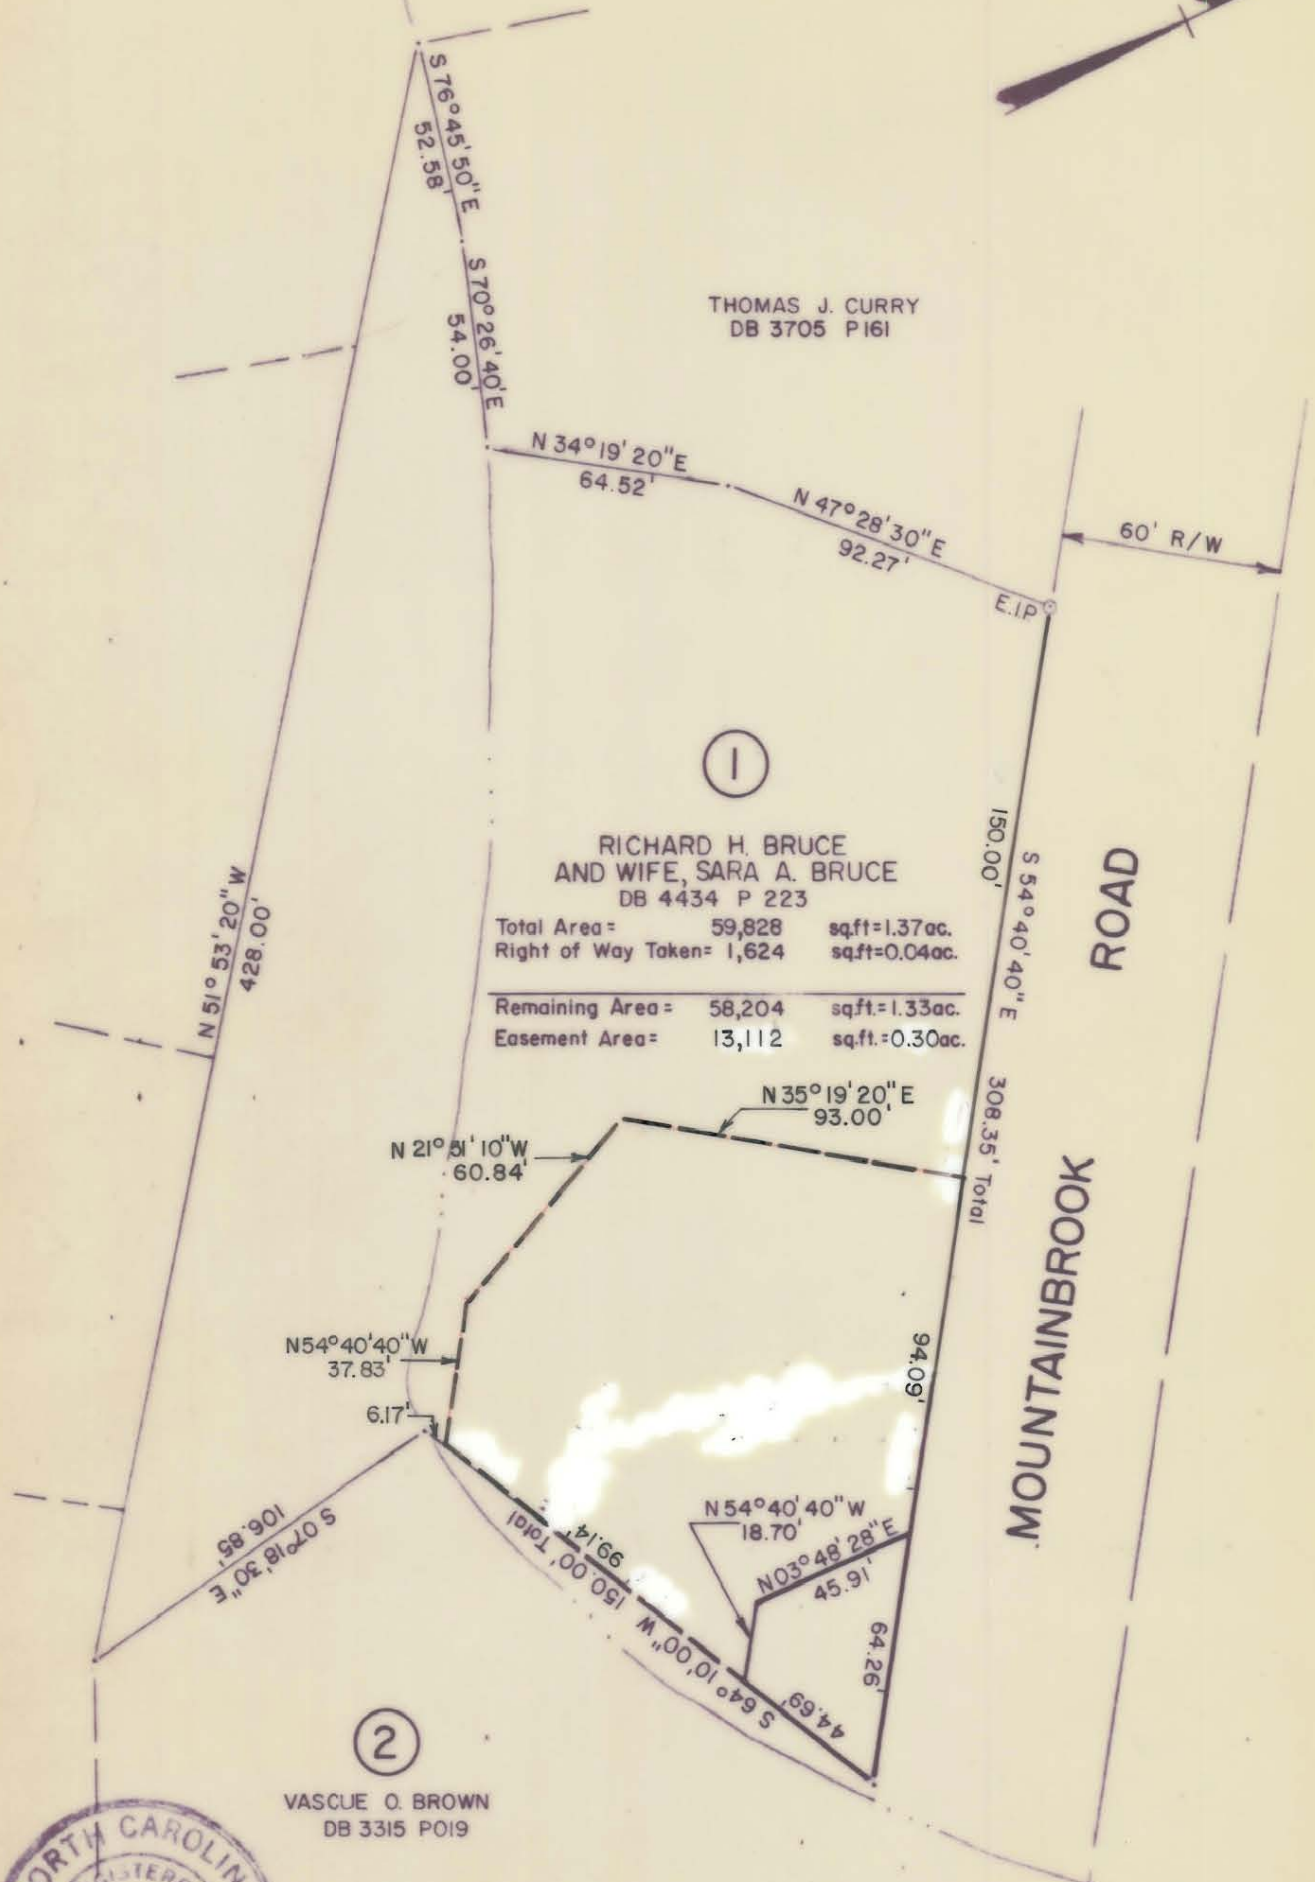 S 76° 45' 50" E
52.58'
S 70° 26' 40' E
54.00'
THOMAS J. CURRY
DB 3705 P161
N 34° 19' 20" E
64.52'
N 47° 28' 30" E
92.27'
60' R/W
E.I.P
1
RICHARD H. BRUCE
AND WIFE, SARA A. BRUCE
DB 4434 P 223
Total Area = 59,828 sq.ft=1.37ac.
Right of Way Taken= 1,624 sq.ft=0.04ac.
Remaining Area = 58,204 sq.ft.=1.33ac.
Easement Area= 13,112 sq.ft.=0.30ac.
150.00'
S 54° 40' 40" E
308.35' Total
MOUNTAINBROOK ROAD
N 51° 53' 20" W
428.00'
N 35° 19' 20" E
93.00'
N 21° 51' 10" W
60.84'
N54° 40' 40" W
37.83'
6.17'
94.09'
S 07° 18' 30" E
106.85'
99.14'
150.00' Total
S 64° 10' 00" W
N 54° 40' 40" W
18.70'
N03° 48' 28" E
45.91'
64.26'
44.69'
2
VASCUE O. BROWN
DB 3315 P019
NORTH CAROLIN